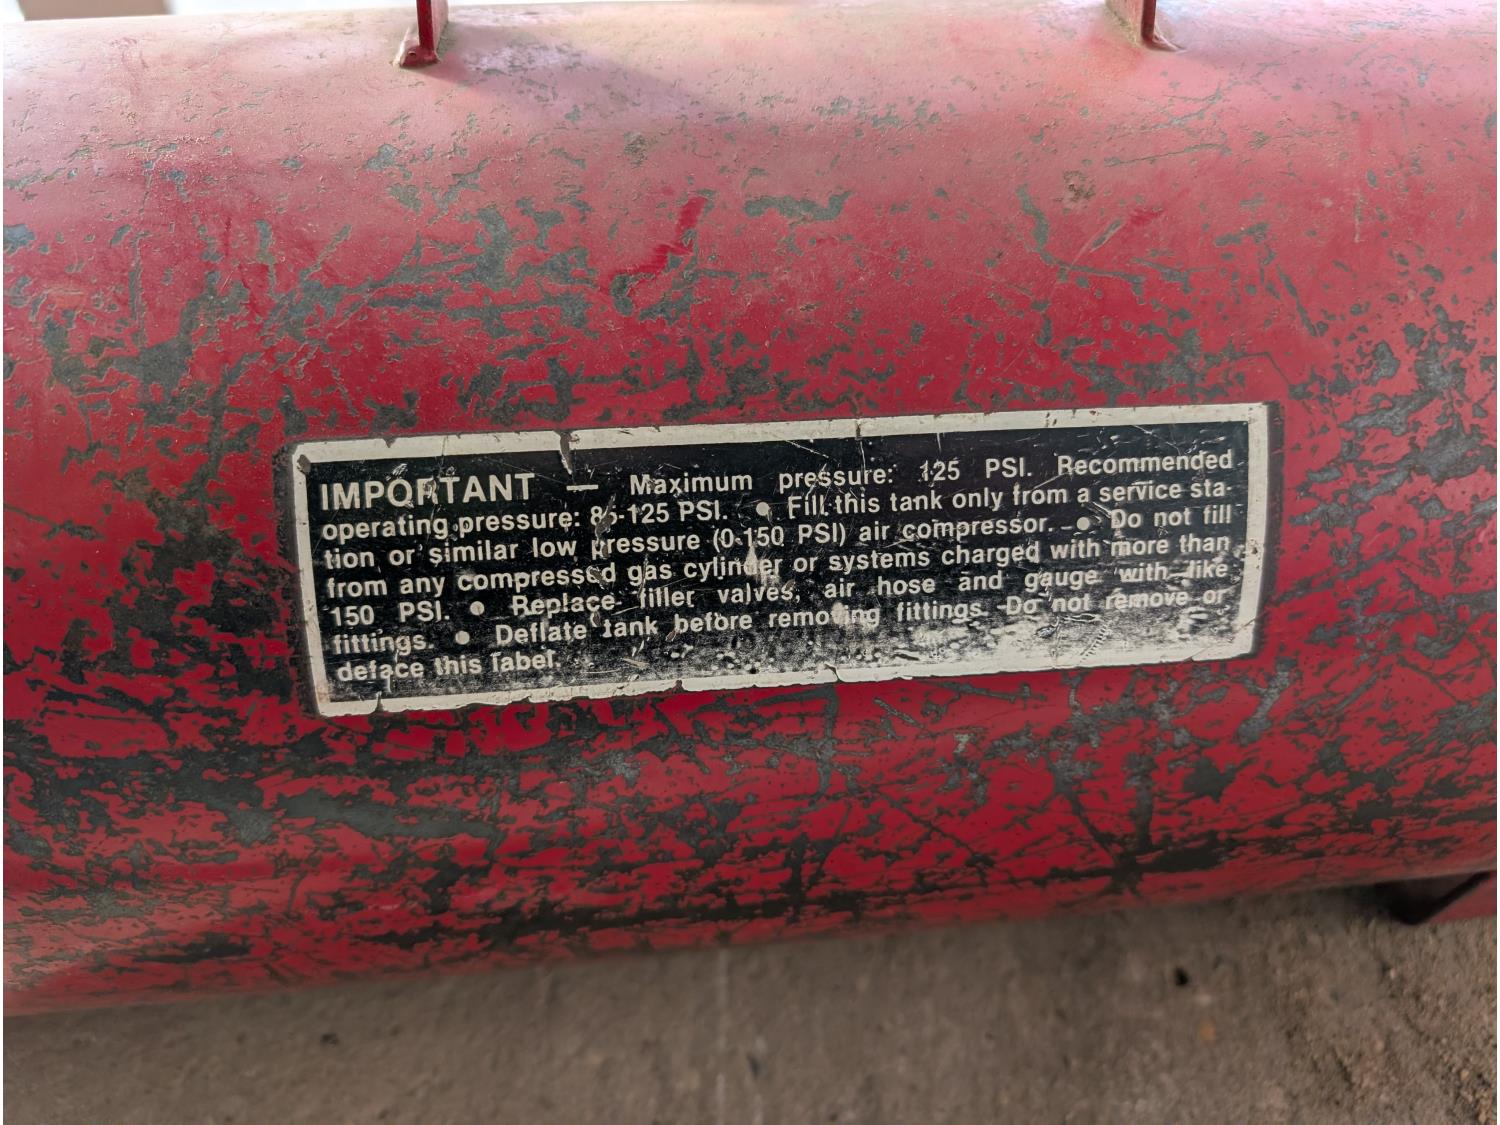 IMPORTANT — Maximum pressure: 125 PSI. Recommended
operating pressure: 85-125 PSI. • Fill this tank only from a service sta-
tion or similar low pressure (0-150 PSI) air compressor. • Do not fill
from any compressed gas cylinder or systems charged with more than
150 PSI. • Replace filler valves, air hose and gauge with like
fittings • Deflate tank before removing fittings Do not remove or
deface this label.